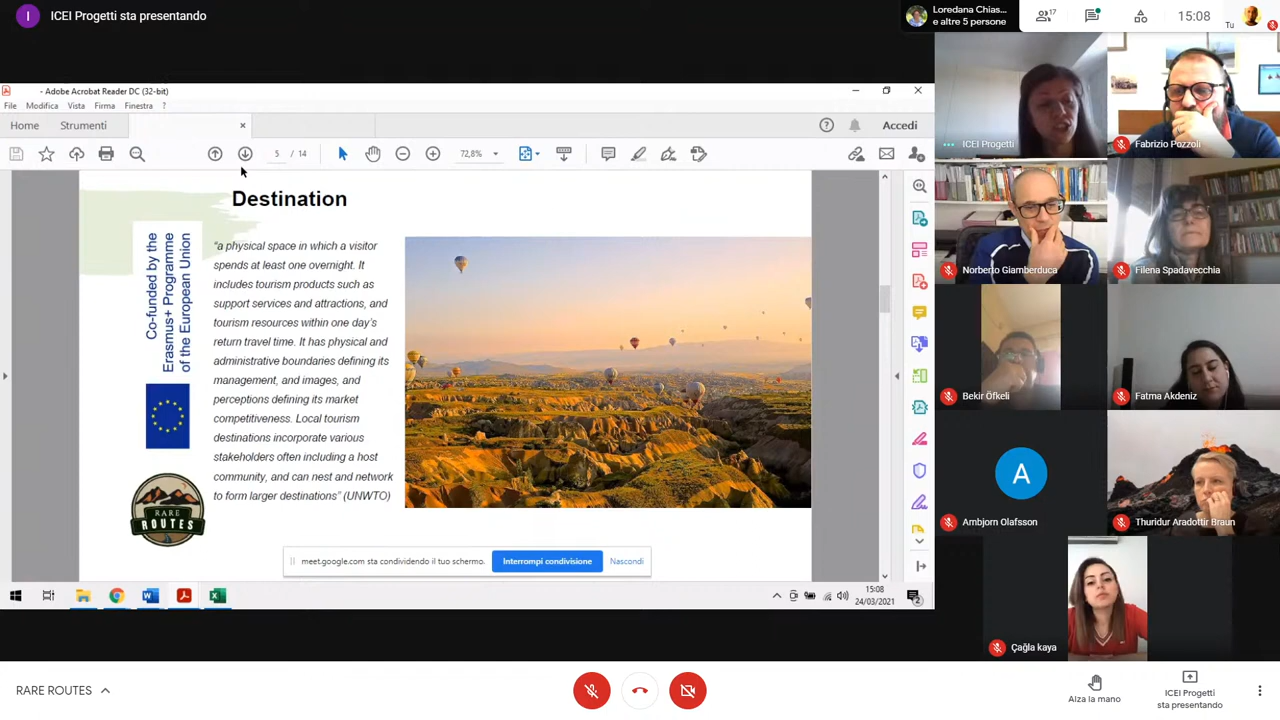 I
ICEI Progetti sta presentando
Loredana Chias...
e altre 5 persone
17
15:08
Tu
- Adobe Acrobat Reader DC (32-bit)
File Modifica Vista Firma Finestra ?
Home Strumenti
Accedi
5 / 14
72,8%
Destination
Co-funded by the
Erasmus+ Programme
of the European Union
"a physical space in which a visitor
spends at least one overnight. It
includes tourism products such as
support services and attractions, and
tourism resources within one day's
return travel time. It has physical and
administrative boundaries defining its
management, and images, and
perceptions defining its market
competitiveness. Local tourism
destinations incorporate various
stakeholders often including a host
community, and can nest and network
to form larger destinations" (UNWTO)
RARE
ROUTES
meet.google.com sta condividendo il tuo schermo.
Interrompi condivisione
Nascondi
15:08
24/03/2021
2
ICEI Progetti
Fabrizio Pozzoli
Norberto Giamberduca
Filena Spadavecchia
Bekir Öfkeli
Fatma Akdeniz
A
Ambjorn Olafsson
Thuridur Aradottir Braun
Çağla kaya
RARE ROUTES
Alza la mano
ICEI Progetti
sta presentando